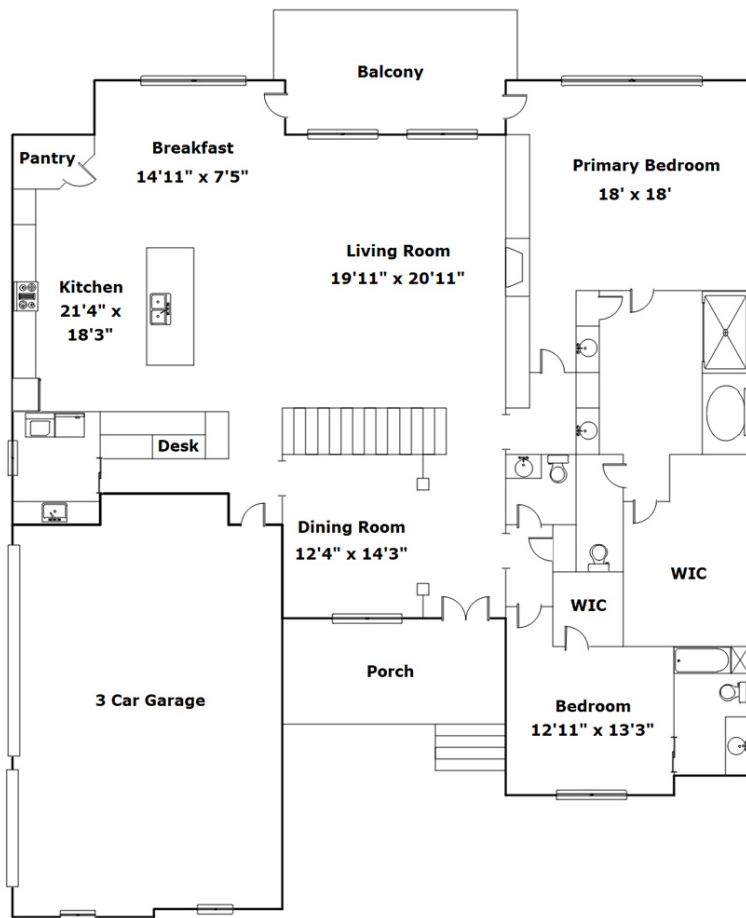 Balcony
Pantry
Breakfast
14'11" x 7'5"
Primary Bedroom
18' x 18'
Living Room
19'11" x 20'11"
Kitchen
21'4" x
18'3"
Desk
Dining Room
12'4" x 14'3"
WIC
WIC
Porch
3 Car Garage
Bedroom
12'11" x 13'3"